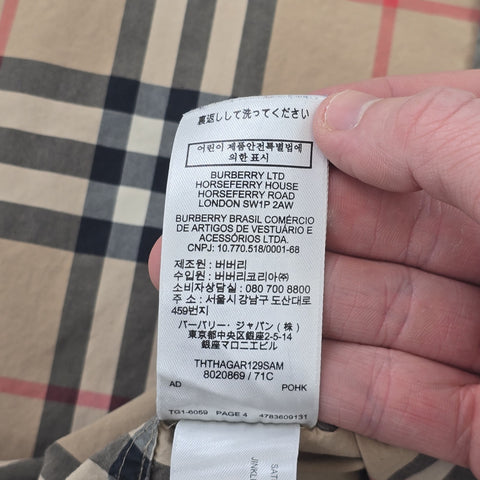 裏返しして洗ってください
어린이 제품안전특별법에
의한 표시
BURBERRY LTD
HORSEFERRY HOUSE
HORSEFERRY ROAD
LONDON SW1P 2AW
BURBERRY BRASIL COMÉRCIO
DE ARTIGOS DE VESTUÁRIO E
ACESSÓRIOS LTDA.
CNPJ: 10.770.518/0001-68
제조원 : 버버리
수입원 : 버버리코리아㈜
소비자상담실 : 080 700 8800
주 소 : 서울시강남구 도산대로
459번지
バーバリー・ジャパン(株)
東京都中央区銀座2-5-14
銀座マロニエビル
THTHAGAR129SAM
8020869 / 71C
AD POHK
TG1-6059 PAGE 4 4783609131